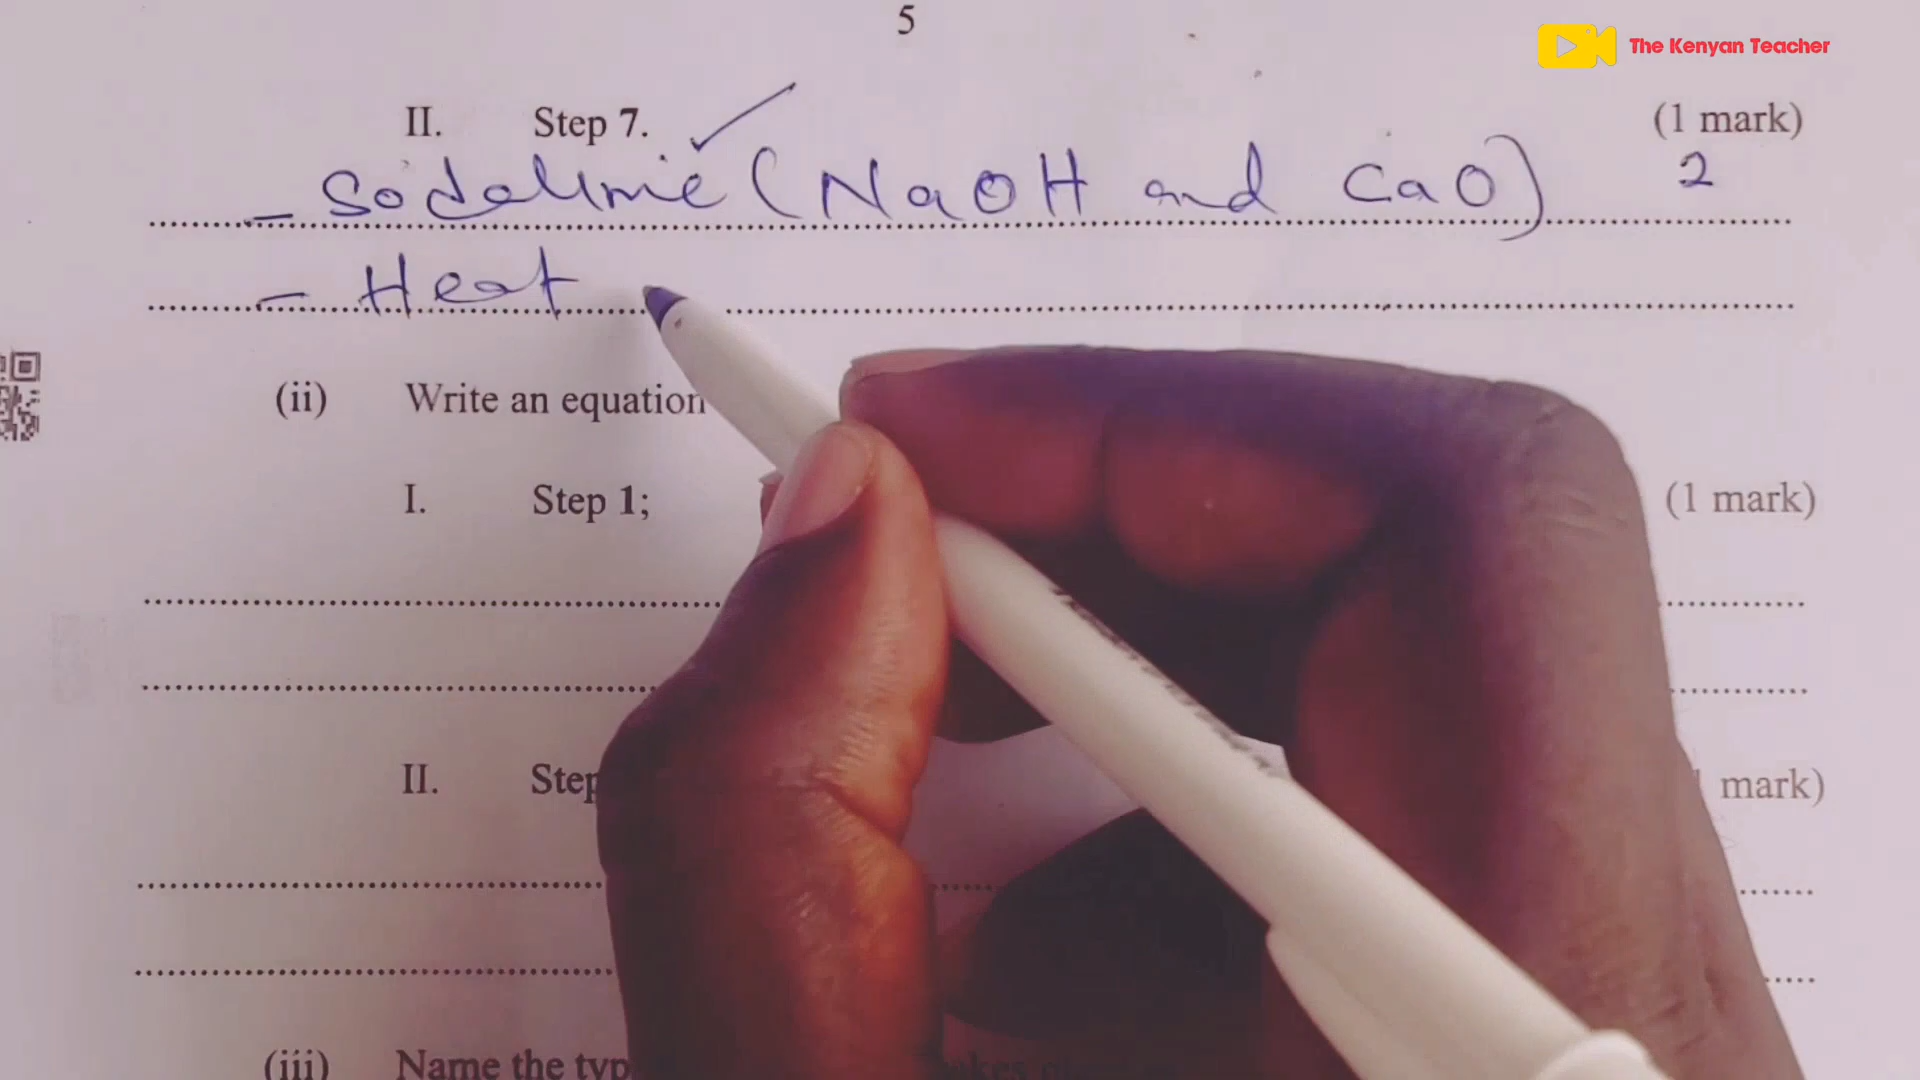 5
The Kenyan Teacher
II. Step 7. (1 mark)
- Sodalime (NaOH and CaO) 2
- Heat
(ii) Write an equation
I. Step 1; (1 mark)
II. Step mark)
(iii) Name the